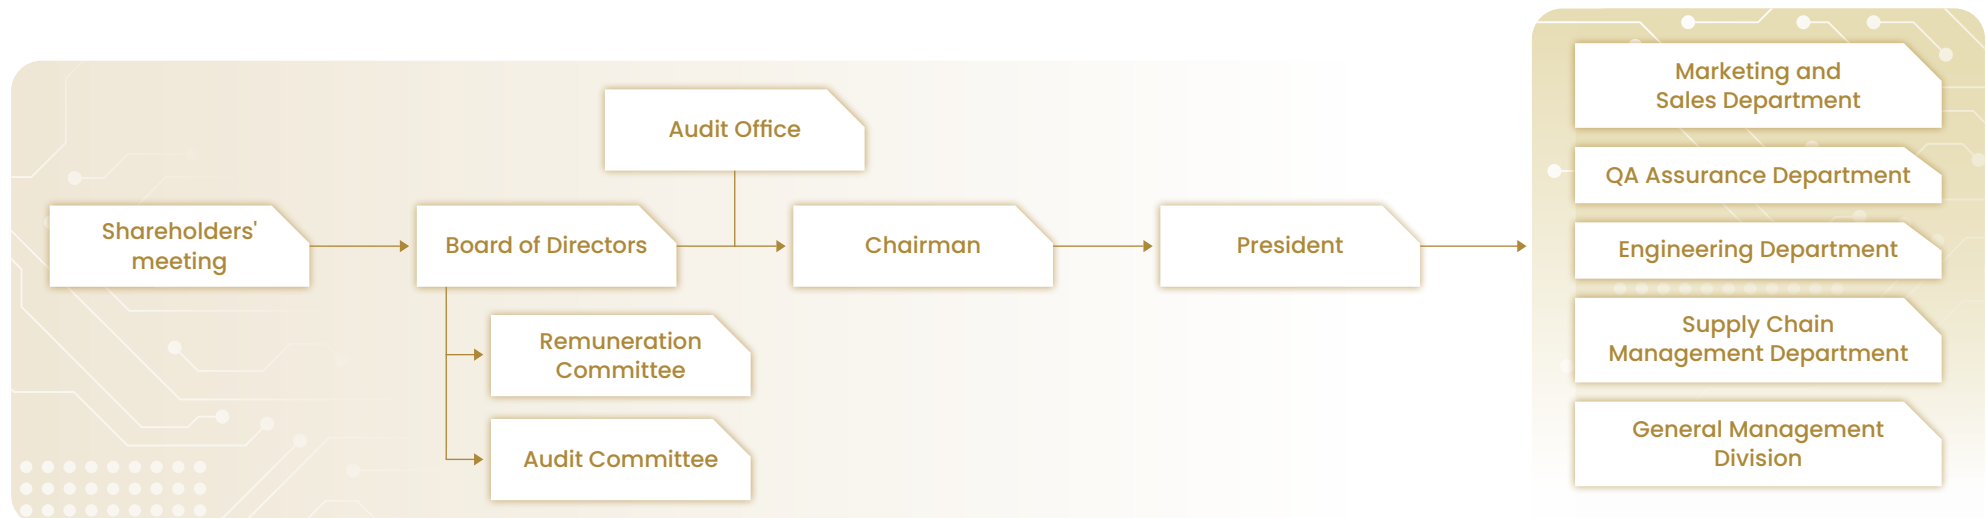 Audit Office
Shareholders'
meeting
Board of Directors
Chairman
President
Remuneration
Committee
Audit Committee
Marketing and
Sales Department
QA Assurance Department
Engineering Department
Supply Chain
Management Department
General Management
Division